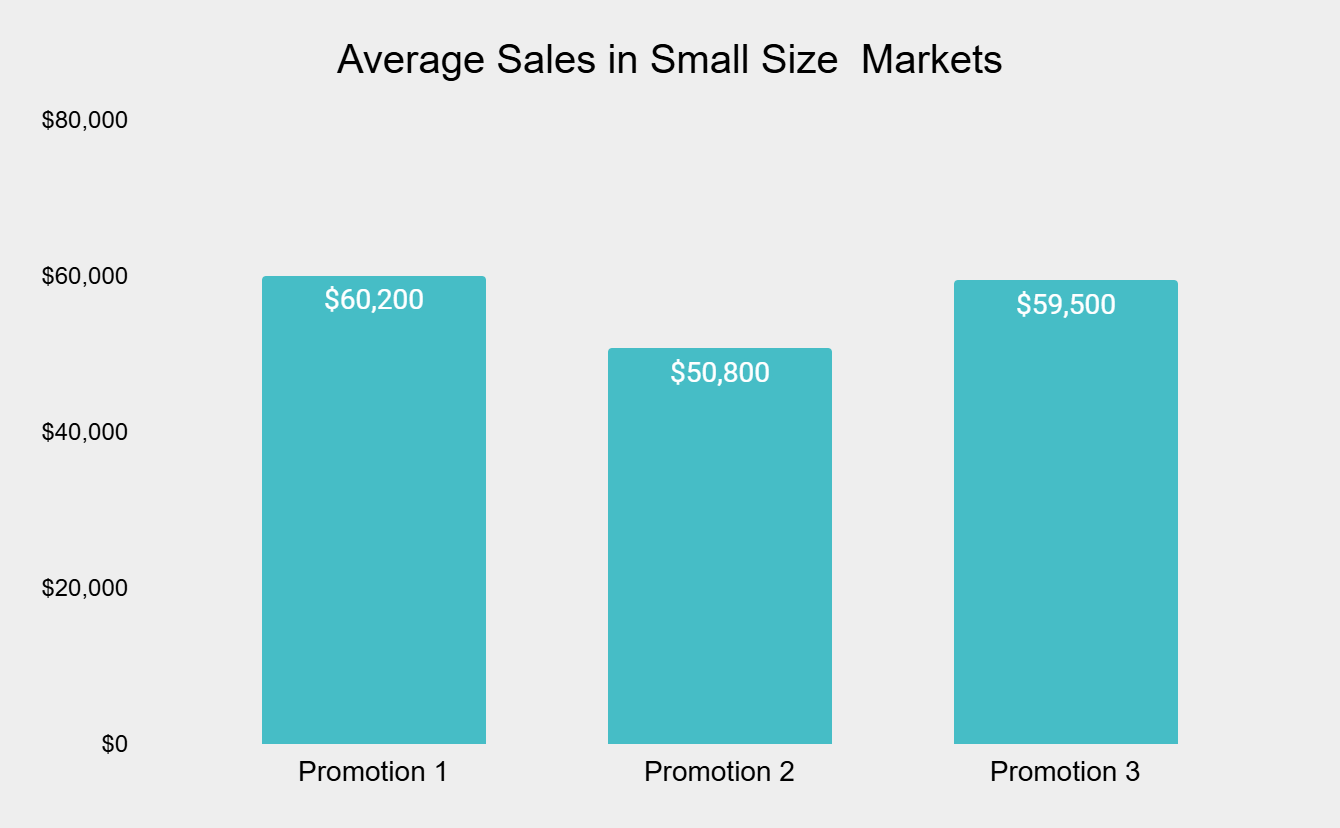 Average Sales in Small Size  Markets
$80,000
$60,000
$40,000
$20,000
$0
$60,200
$50,800
$59,500
Promotion 1
Promotion 2
Promotion 3